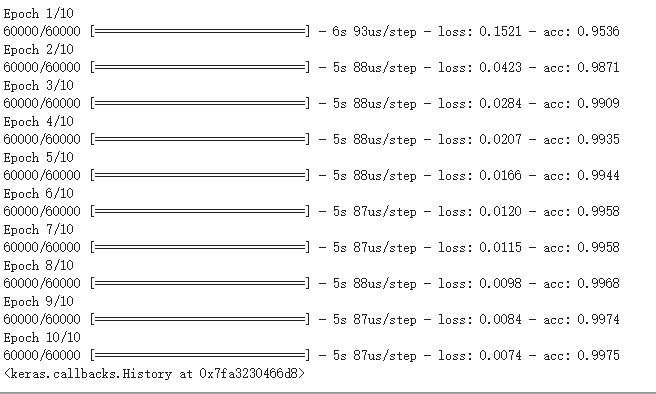 Epoch 1/10
60000/60000 [==============================] - 6s 93us/step - loss: 0.1521 - acc: 0.9536
Epoch 2/10
60000/60000 [==============================] - 5s 88us/step - loss: 0.0423 - acc: 0.9871
Epoch 3/10
60000/60000 [==============================] - 5s 88us/step - loss: 0.0284 - acc: 0.9909
Epoch 4/10
60000/60000 [==============================] - 5s 88us/step - loss: 0.0207 - acc: 0.9935
Epoch 5/10
60000/60000 [==============================] - 5s 88us/step - loss: 0.0166 - acc: 0.9944
Epoch 6/10
60000/60000 [==============================] - 5s 87us/step - loss: 0.0120 - acc: 0.9958
Epoch 7/10
60000/60000 [==============================] - 5s 87us/step - loss: 0.0115 - acc: 0.9958
Epoch 8/10
60000/60000 [==============================] - 5s 88us/step - loss: 0.0098 - acc: 0.9968
Epoch 9/10
60000/60000 [==============================] - 5s 87us/step - loss: 0.0084 - acc: 0.9974
Epoch 10/10
60000/60000 [==============================] - 5s 87us/step - loss: 0.0074 - acc: 0.9975
<keras.callbacks.History at 0x7fa3230466d8>